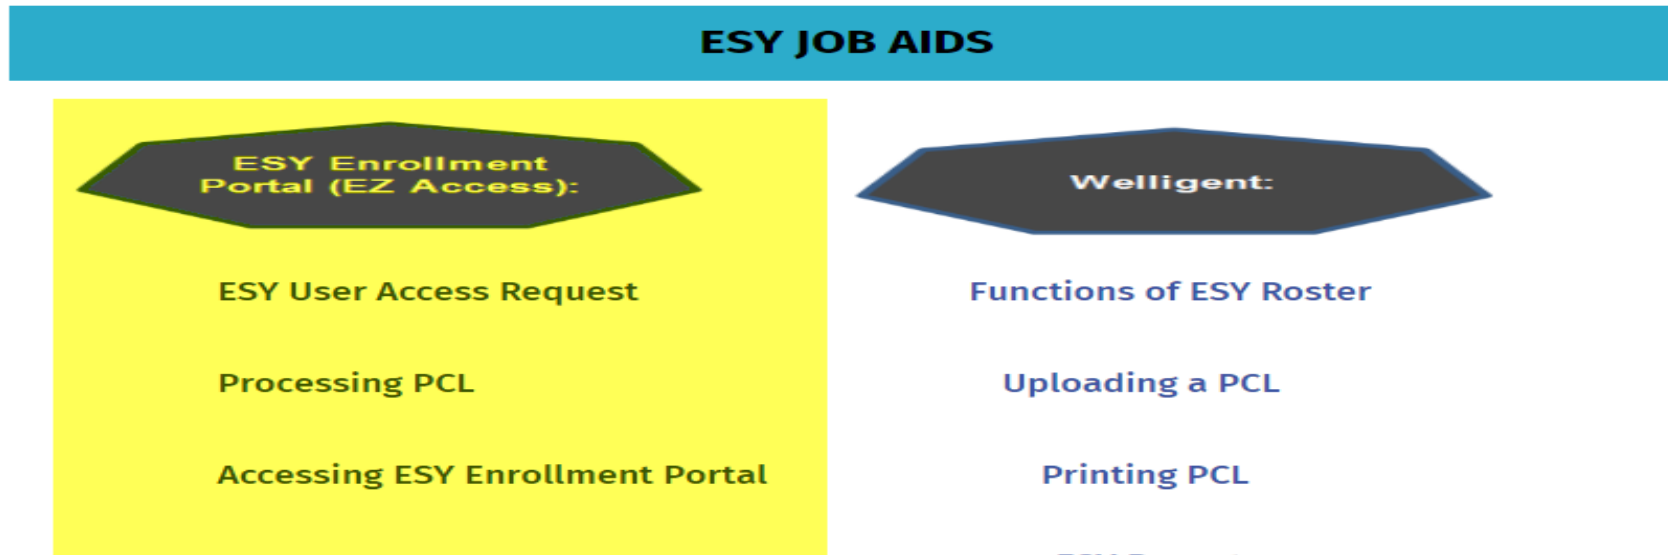 ESY JOB AIDS
ESY Enrollment
Portal (EZ Access):
ESY User Access Request
Processing PCL
Accessing ESY Enrollment Portal
Welligent:
Functions of ESY Roster
Uploading a PCL
Printing PCL